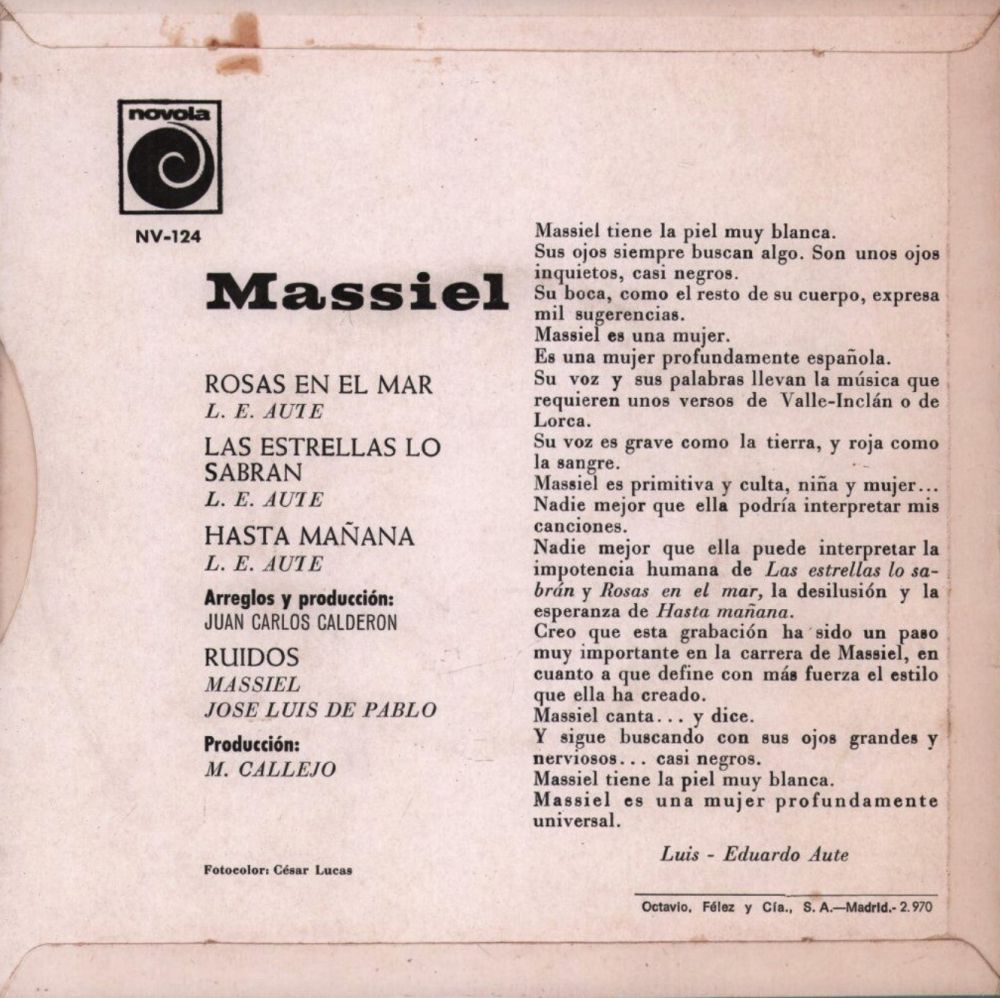 novola
NV-124
Massiel
ROSAS EN EL MAR
L. E. AUTE
LAS ESTRELLAS LO
SABRAN
L. E. AUTE
HASTA MAÑANA
L. E. AUTE
Arreglos y producción:
JUAN CARLOS CALDERON
RUIDOS
MASSIEL
JOSE LUIS DE PABLO
Producción:
M. CALLEJO
Fotocolor: César Lucas
Massiel tiene la piel muy blanca.
Sus ojos siempre buscan algo. Son unos ojos
inquietos, casi negros.
Su boca, como el resto de su cuerpo, expresa
mil sugerencias.
Massiel es una mujer.
Es una mujer profundamente española.
Su voz y sus palabras llevan la música que
requieren unos versos de Valle-Inclán o de
Lorca.
Su voz es grave como la tierra, y roja como
la sangre.
Massiel es primitiva y culta, niña y mujer...
Nadie mejor que ella podría interpretar mis
canciones.
Nadie mejor que ella puede interpretar la
impotencia humana de Las estrellas lo sa-
brán y Rosas en el mar, la desilusión y la
esperanza de Hasta mañana.
Creo que esta grabación ha sido un paso
muy importante en la carrera de Massiel, en
cuanto a que define con más fuerza el estilo
que ella ha creado.
Massiel canta... y dice.
Y sigue buscando con sus ojos grandes y
nerviosos... casi negros.
Massiel tiene la piel muy blanca.
Massiel es una mujer profundamente
universal.
Luis - Eduardo Aute
Octavio, Félez y Cía., S. A.—Madrid.- 2.970